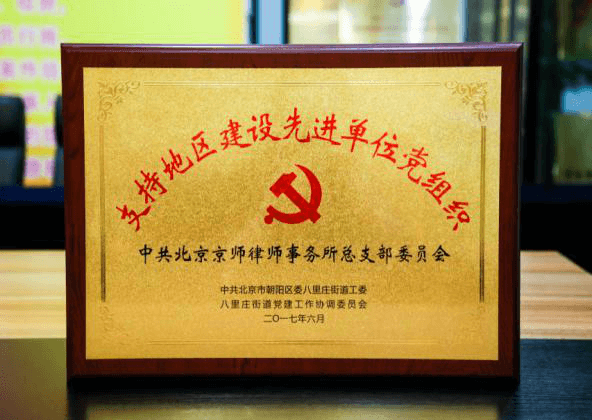 支持地区建设先进单位党组织
中共北京京师律师事务所总支部委员会
中共北京市朝阳区委八里庄街道工委
八里庄街道党建工作协调委员会
二〇一七年六月